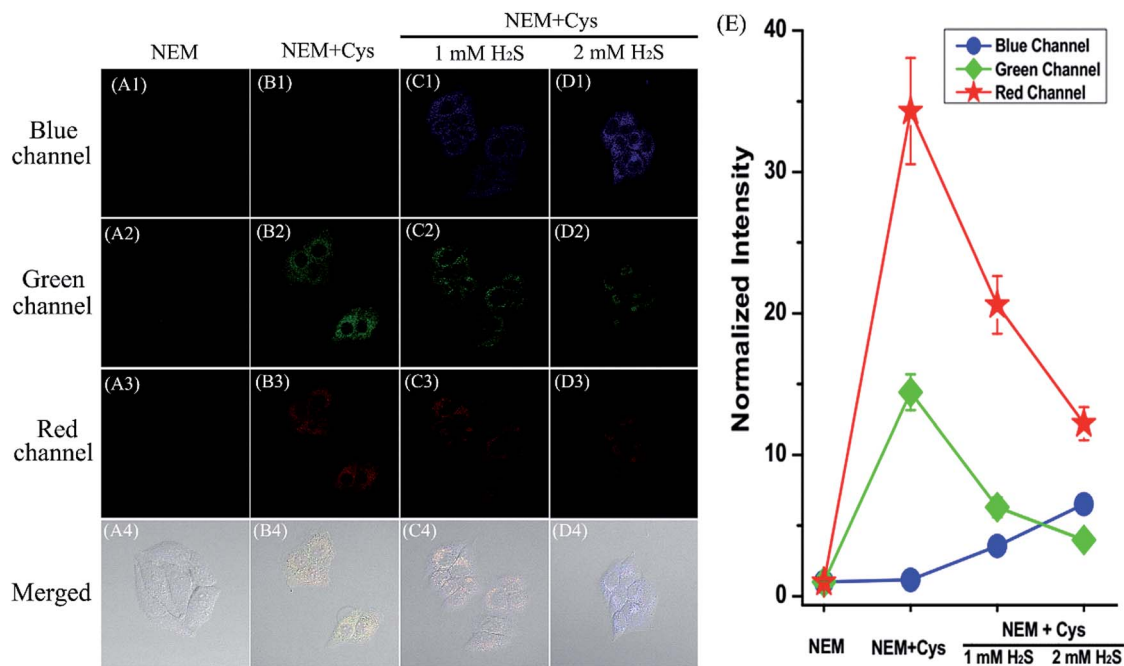 NEM+Cys
NEM NEM+Cys 1 mM H₂S 2 mM H₂S
(A1) (B1) (C1) (D1)
Blue
channel
(A2) (B2) (C2) (D2)
Green
channel
(A3) (B3) (C3) (D3)
Red
channel
(A4) (B4) (C4) (D4)
Merged
(E)
Blue Channel
Green Channel
Red Channel
Normalized Intensity
40
30
20
10
0
NEM NEM+Cys NEM + Cys
1 mM H₂S 2 mM H₂S